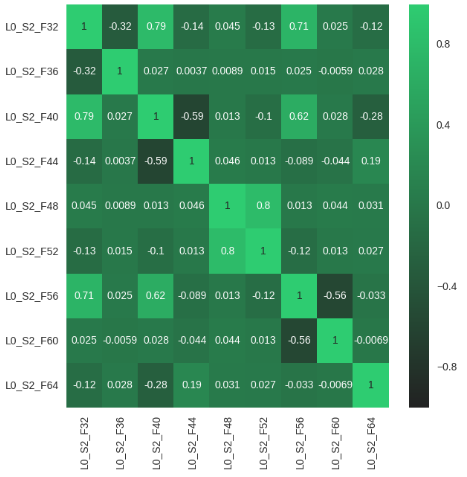 L0_S2_F32 1 -0.32 0.79 -0.14 0.045 -0.13 0.71 0.025 -0.12
L0_S2_F36 -0.32 1 0.027 0.0037 0.0089 0.015 0.025 -0.0059 0.028
L0_S2_F40 0.79 0.027 1 -0.59 0.013 -0.1 0.62 0.028 -0.28
L0_S2_F44 -0.14 0.0037 -0.59 1 0.046 0.013 -0.089 -0.044 0.19
L0_S2_F48 0.045 0.0089 0.013 0.046 1 0.8 0.013 0.044 0.031
L0_S2_F52 -0.13 0.015 -0.1 0.013 0.8 1 -0.12 0.013 0.027
L0_S2_F56 0.71 0.025 0.62 -0.089 0.013 -0.12 1 -0.56 -0.033
L0_S2_F60 0.025 -0.0059 0.028 -0.044 0.044 0.013 -0.56 1 -0.0069
L0_S2_F64 -0.12 0.028 -0.28 0.19 0.031 0.027 -0.033 -0.0069 1
L0_S2_F32
L0_S2_F36
L0_S2_F40
L0_S2_F44
L0_S2_F48
L0_S2_F52
L0_S2_F56
L0_S2_F60
L0_S2_F64
0.8
0.4
0.0
−0.4
−0.8